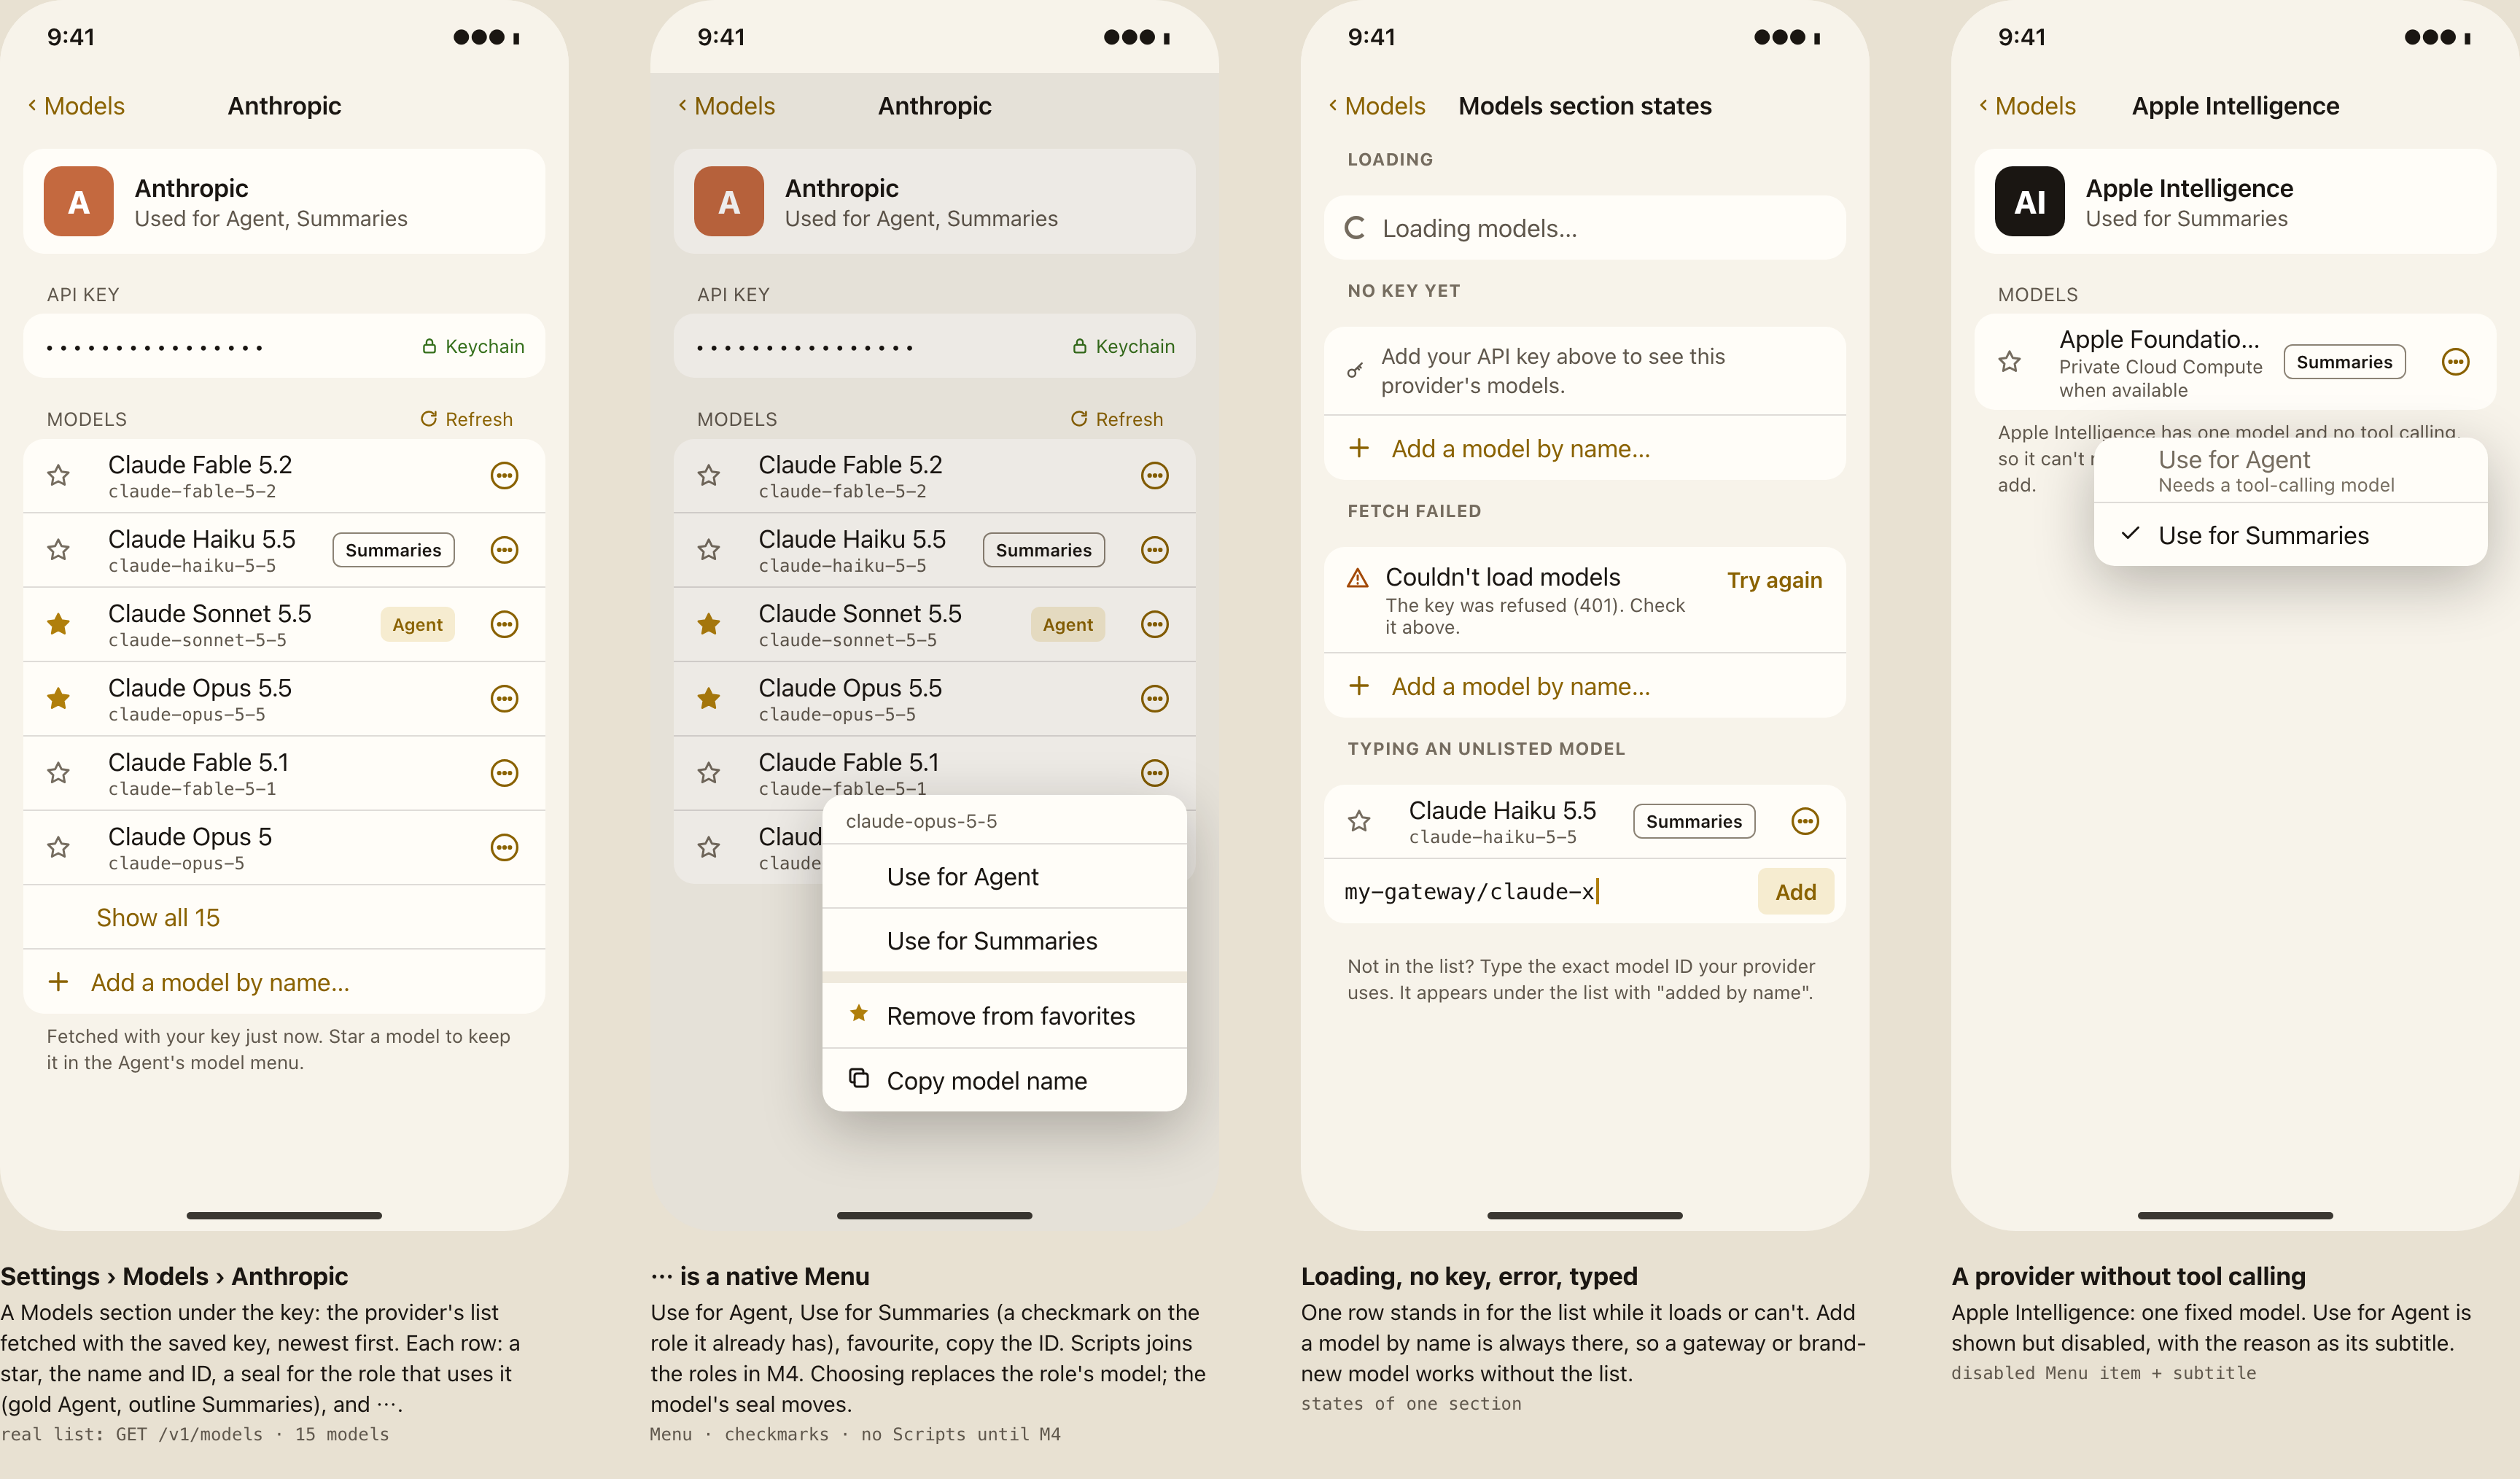 9:41
Models
Anthropic
A
Anthropic
Used for Agent, Summaries
API KEY
Keychain
MODELS
Refresh
Claude Fable 5.2
claude-fable-5-2
Claude Haiku 5.5
claude-haiku-5-5
Summaries
Claude Sonnet 5.5
claude-sonnet-5-5
Agent
Claude Opus 5.5
claude-opus-5-5
Claude Fable 5.1
claude-fable-5-1
Claude Opus 5
claude-opus-5
Show all 15
Add a model by name...
Fetched with your key just now. Star a model to keep
it in the Agent's model menu.
Settings › Models › Anthropic
A Models section under the key: the provider's list
fetched with the saved key, newest first. Each row: a
star, the name and ID, a seal for the role that uses it
(gold Agent, outline Summaries), and ···.
real list: GET /v1/models · 15 models
9:41
Models
Anthropic
A
Anthropic
Used for Agent, Summaries
API KEY
Keychain
MODELS
Refresh
Claude Fable 5.2
claude-fable-5-2
Claude Haiku 5.5
claude-haiku-5-5
Summaries
Claude Sonnet 5.5
claude-sonnet-5-5
Agent
Claude Opus 5.5
claude-opus-5-5
Claude Fable 5.1
claude-fable-5-1
Claud
claude
claude-opus-5-5
Use for Agent
Use for Summaries
Remove from favorites
Copy model name
··· is a native Menu
Use for Agent, Use for Summaries (a checkmark on the
role it already has), favourite, copy the ID. Scripts joins
the roles in M4. Choosing replaces the role's model; the
model's seal moves.
Menu · checkmarks · no Scripts until M4
9:41
Models
Models section states
LOADING
Loading models...
NO KEY YET
Add your API key above to see this
provider's models.
Add a model by name...
FETCH FAILED
Couldn't load models
The key was refused (401). Check
it above.
Try again
Add a model by name...
TYPING AN UNLISTED MODEL
Claude Haiku 5.5
claude-haiku-5-5
Summaries
my-gateway/claude-x
Add
Not in the list? Type the exact model ID your provider
uses. It appears under the list with "added by name".
Loading, no key, error, typed
One row stands in for the list while it loads or can't. Add
a model by name is always there, so a gateway or brand-
new model works without the list.
states of one section
9:41
Models
Apple Intelligence
AI
Apple Intelligence
Used for Summaries
MODELS
Apple Foundatio...
Private Cloud Compute
when available
Summaries
Apple Intelligence has one model and no tool calling,
so it can't
add.
Use for Agent
Needs a tool-calling model
Use for Summaries
A provider without tool calling
Apple Intelligence: one fixed model. Use for Agent is
shown but disabled, with the reason as its subtitle.
disabled Menu item + subtitle